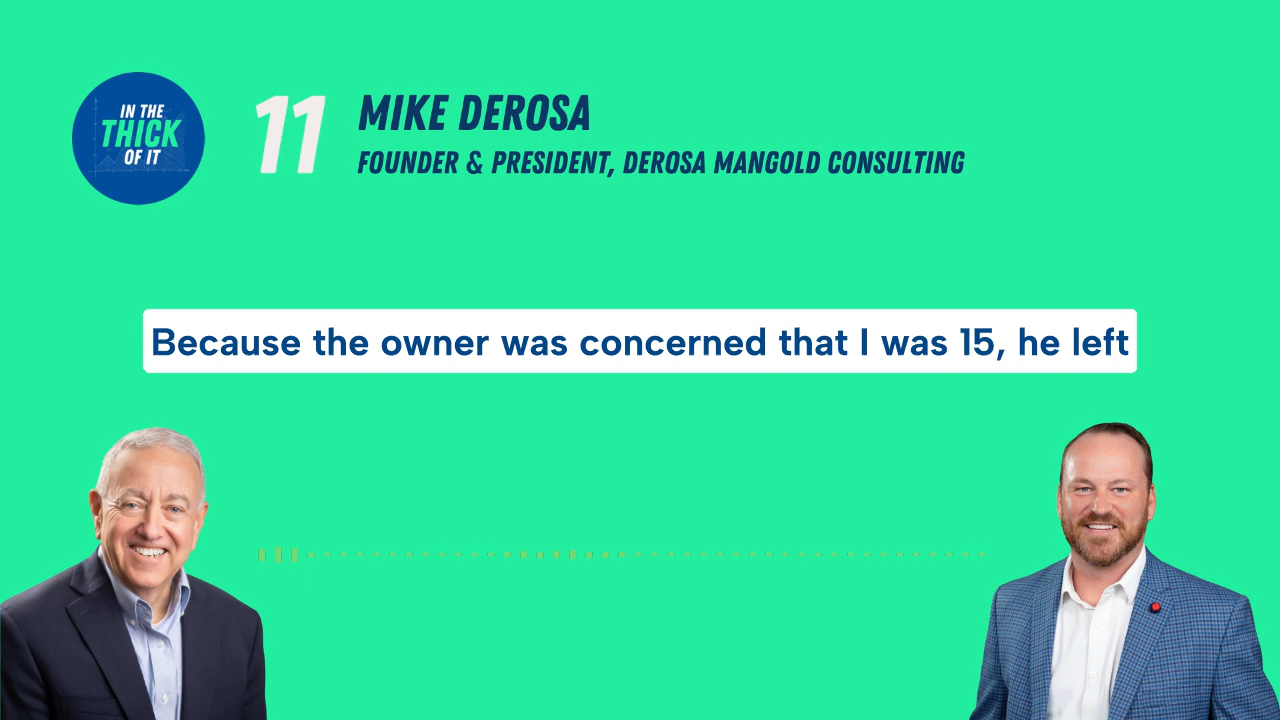 IN THE
THICK
OF IT
11
MIKE DEROSA
FOUNDER & PRESIDENT, DEROSA MANGOLD CONSULTING
Because the owner was concerned that I was 15, he left